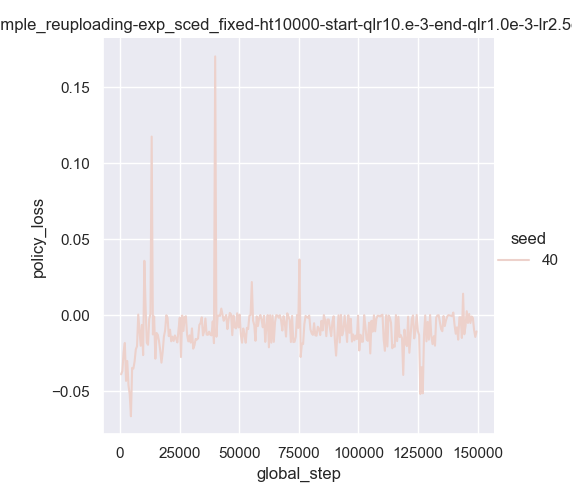 mple_reuploading-exp_sced_fixed-ht10000-start-qlr10.e-3-end-qlr1.0e-3-lr2.5
0.15
0.10
0.05
0.00
−0.05
policy_loss
0 25000 50000 75000 100000 125000 150000
global_step
seed
40